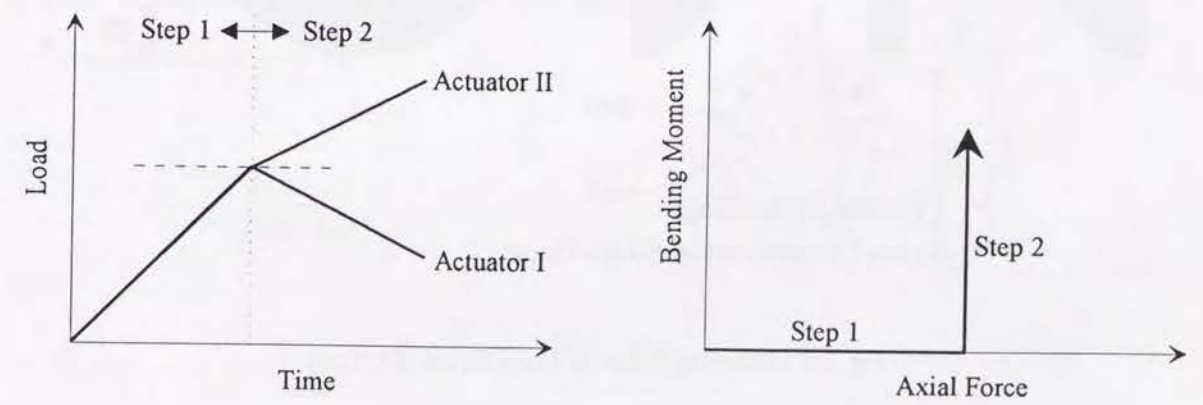 Step 1 Step 2
Actuator II
Actuator I
Load
Time
Bending Moment
Step 2
Step 1
Axial Force